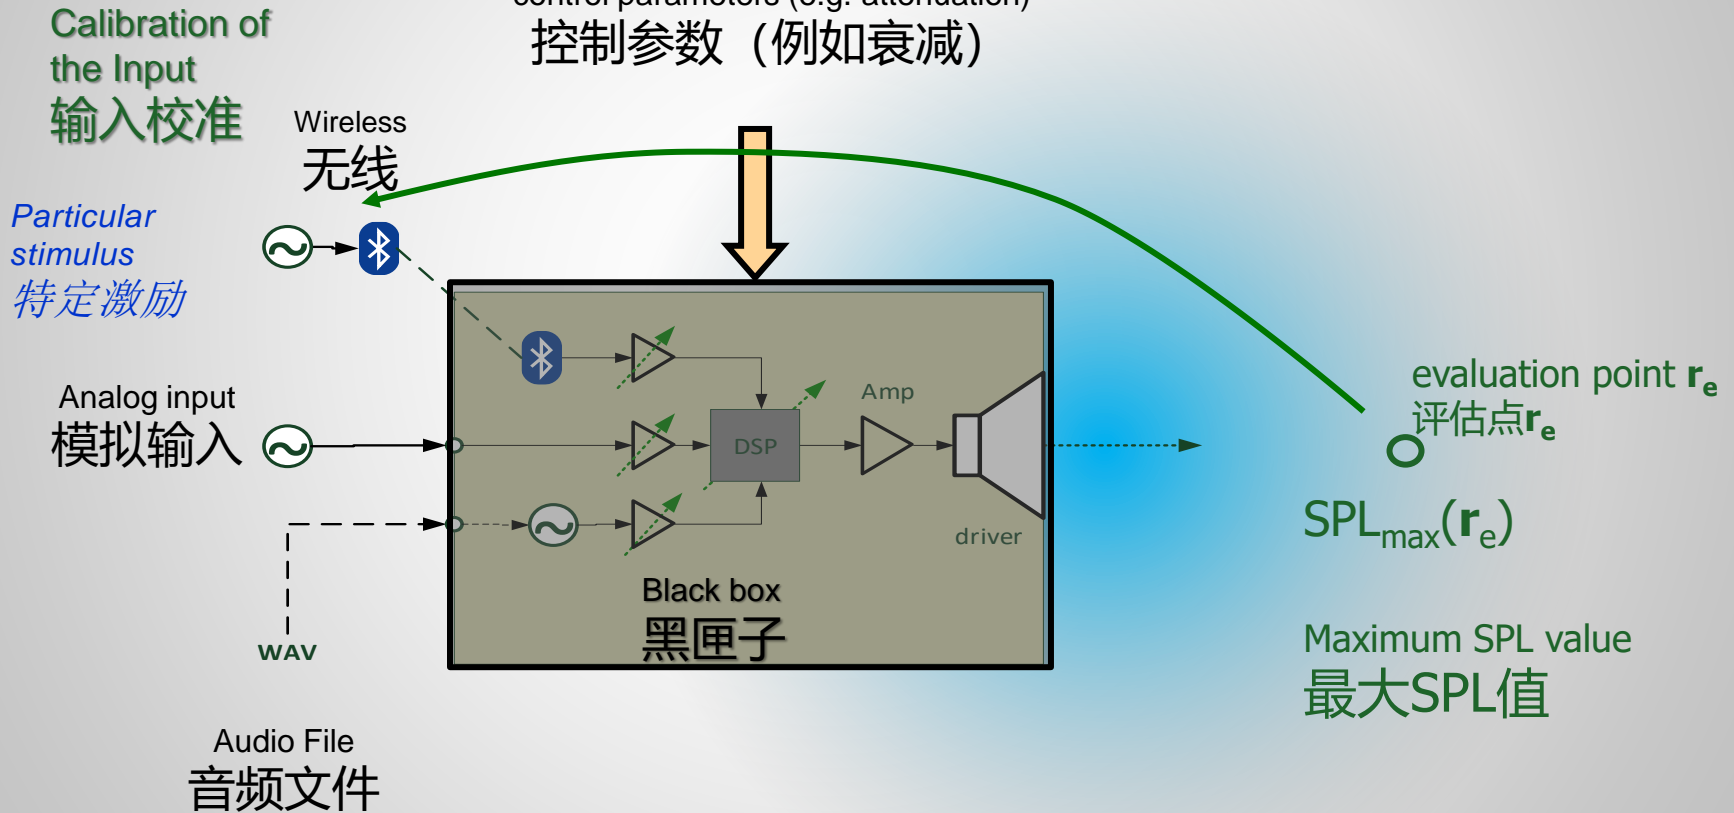 Calibration of
the Input
输入校准
control parameters (e.g. attenuation)
控制参数（例如衰减）
Wireless
无线
Particular
stimulus
特定激励
Analog input
模拟输入
WAV
Audio File
音频文件
DSP
Amp
driver
Black box
黑匣子
evaluation point re
评估点re
SPLmax(re)
Maximum SPL value
最大SPL值